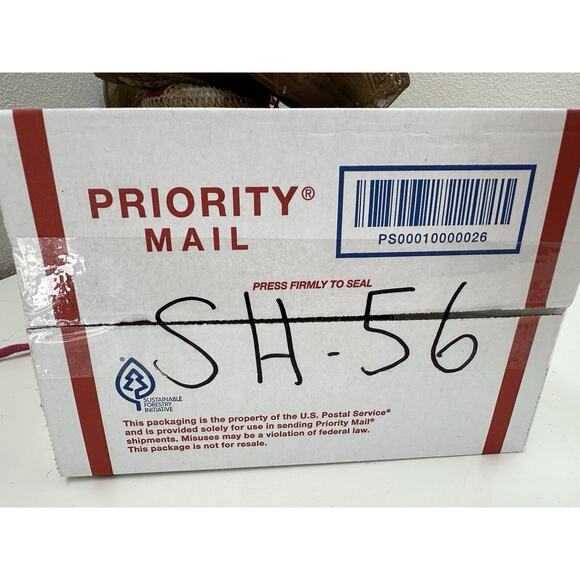 PRIORITY®
MAIL
PS00010000026
PRESS FIRMLY TO SEAL
SH-56
SUSTAINABLE
FORESTRY
INITIATIVE
This packaging is the property of the U.S. Postal Service®
and is provided solely for use in sending Priority Mail®
shipments. Misuses may be a violation of federal law.
This package is not for resale.